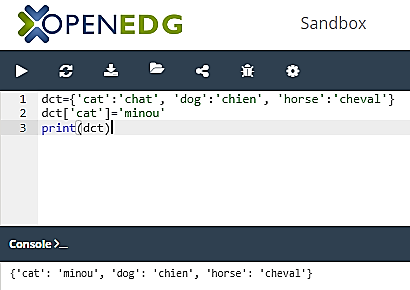 OPENEDG
Sandbox
1 dct={'cat':'chat', 'dog':'chien', 'horse':'cheval'}
2 dct['cat']='minou'
3 print(dct)
Console >_
{'cat': 'minou', 'dog': 'chien', 'horse': 'cheval'}